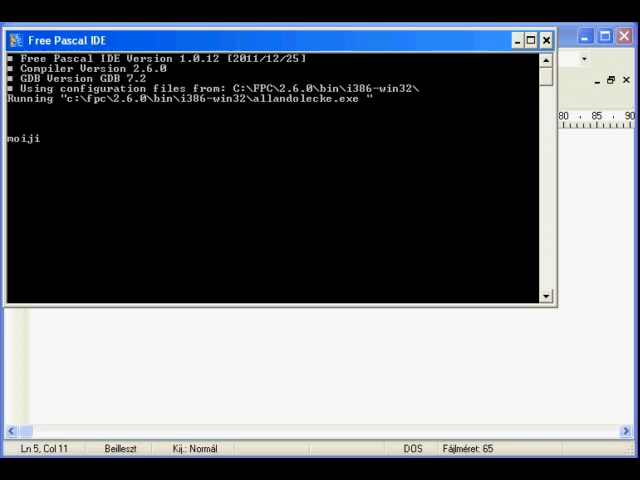 Free Pascal IDE
Free Pascal IDE Version 1.0.12 [2011/12/25]
Compiler Version 2.6.0
GDB Version GDB 7.2
Using configuration files from: C:\FPC\2.6.0\bin\i386-win32\
Running "c:\fpc\2.6.0\bin\i386-win32\allandolecke.exe "
moiji
80 85 90
Ln 5, Col 11 Beilleszt Kij.: Normál DOS Fájlméret: 65